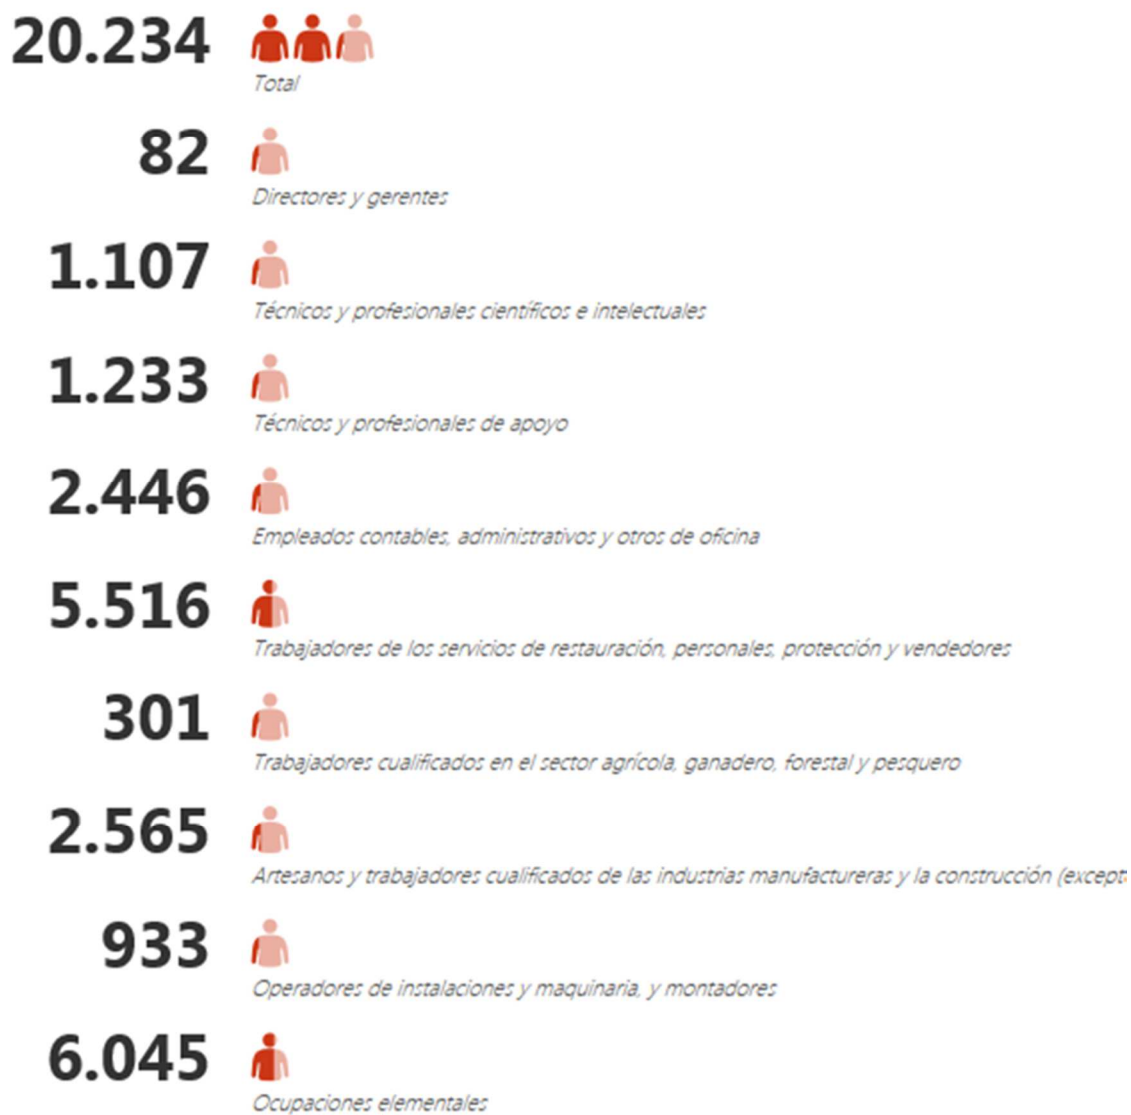 20.234
Total
82
Directores y gerentes
1.107
Técnicos y profesionales científicos e intelectuales
1.233
Técnicos y profesionales de apoyo
2.446
Empleados contables, administrativos y otros de oficina
5.516
Trabajadores de los servicios de restauración, personales, protección y vendedores
301
Trabajadores cualificados en el sector agrícola, ganadero, forestal y pesquero
2.565
Artesanos y trabajadores cualificados de las industrias manufactureras y la construcción
933
Operadores de instalaciones y maquinaria, y montadores
6.045
Ocupaciones elementales